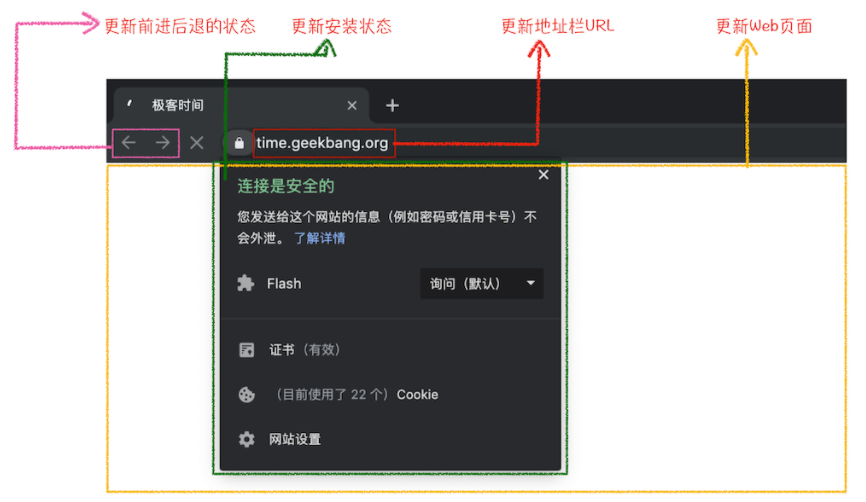 更新前进后退的状态
更新安装状态
更新地址栏URL
更新Web页面
极客时间
time.geekbang.org
连接是安全的
您发送给这个网站的信息（例如密码或信用卡号）不
会外泄。 了解详情
Flash
询问（默认）
证书（有效）
（目前使用了 22 个）Cookie
网站设置